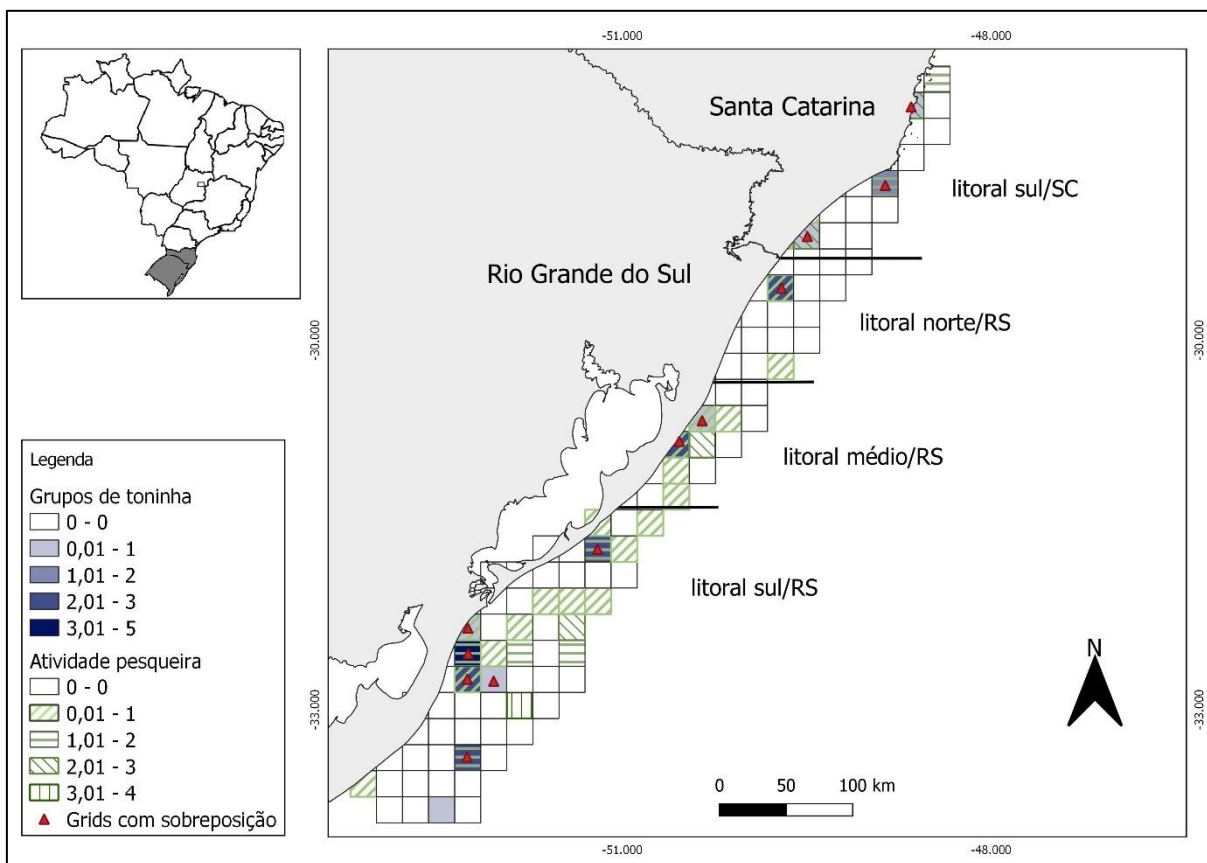 -51.000
-48.000
Santa Catarina
litoral sul/SC
Rio Grande do Sul
litoral norte/RS
-30.000
-30.000
litoral médio/RS
litoral sul/RS
Legenda
Grupos de toninha
0 - 0
0,01 - 1
1,01 - 2
2,01 - 3
3,01 - 5
Atividade pesqueira
0 - 0
0,01 - 1
1,01 - 2
2,01 - 3
3,01 - 4
Grids com sobreposição
N
-33.000
-33.000
0 50 100 km
-51.000
-48.000